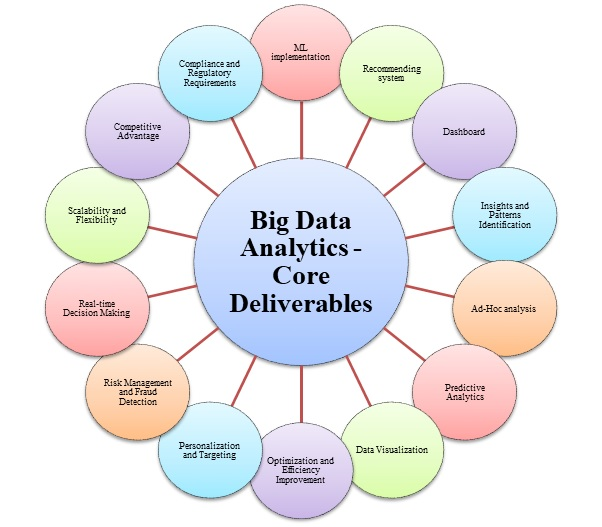 Big Data
Analytics -
Core
Deliverables
ML
implementation
Recommending
system
Dashboard
Insights and
Patterns
Identification
Ad-Hoc analysis
Predictive
Analytics
Data Visualization
Optimization and
Efficiency
Improvement
Personalization
and Targeting
Risk Management
and Fraud
Detection
Real-time
Decision Making
Scalability and
Flexibility
Competitive
Advantage
Compliance and
Regulatory
Requirements